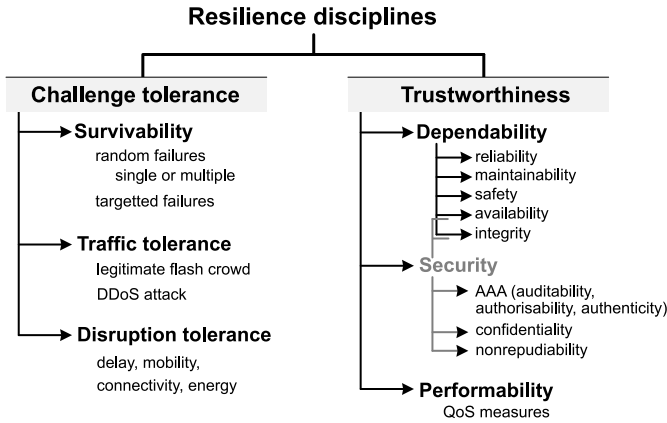 Resilience disciplines
Challenge tolerance
Survivability
random failures
single or multiple
targetted failures
Traffic tolerance
legitimate flash crowd
DDoS attack
Disruption tolerance
delay, mobility,
connectivity, energy
Trustworthiness
Dependability
reliability
maintainability
safety
availability
integrity
Security
AAA (auditability,
authorisability, authenticity)
confidentiality
nonrepudiability
Performability
QoS measures